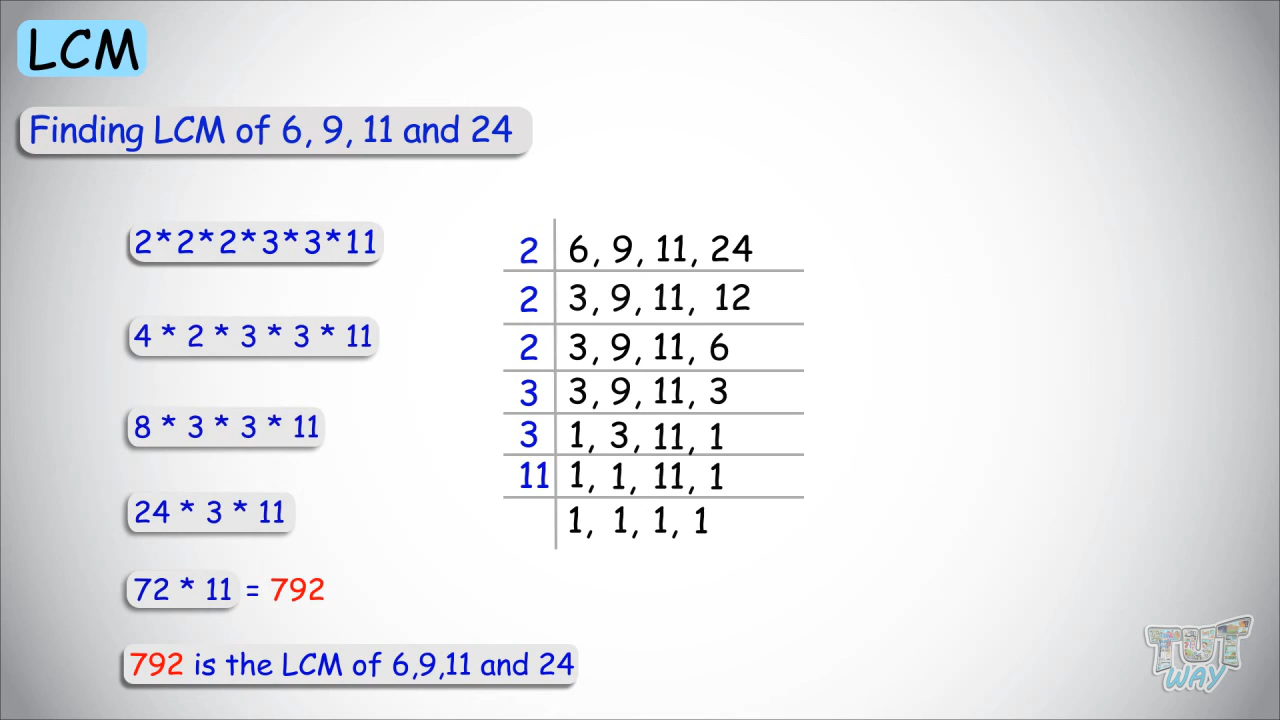 LCM
Finding LCM of 6, 9, 11 and 24
2*2*2*3*3*11
4 * 2 * 3 * 3 * 11
8 * 3 * 3 * 11
24 * 3 * 11
72 * 11 = 792
792 is the LCM of 6,9,11 and 24
2 6, 9, 11, 24
2 3, 9, 11, 12
2 3, 9, 11, 6
3 3, 9, 11, 3
3 1, 3, 11, 1
11 1, 1, 11, 1
1, 1, 1, 1
TUT
WAY